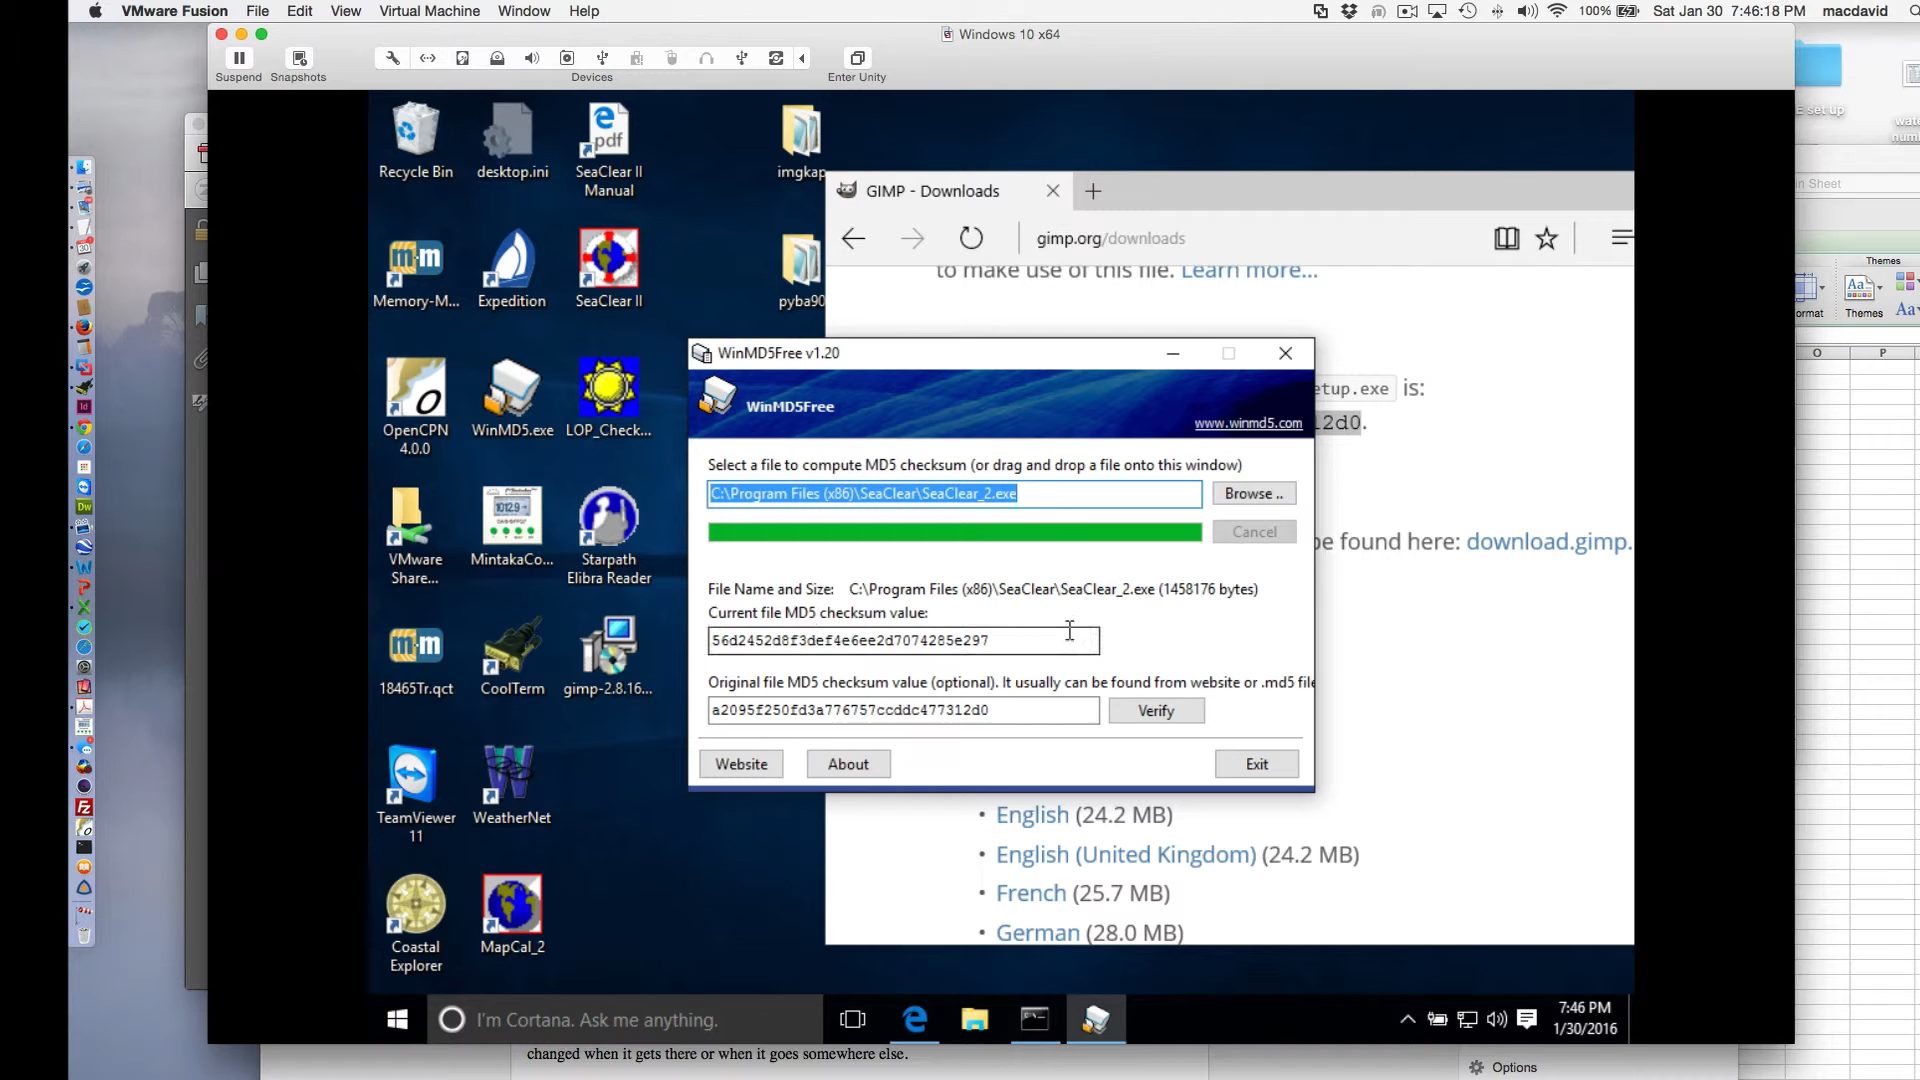 VMware Fusion File Edit View Virtual Machine Window Help 100% Sat Jan 30 7:46:18 PM macdavid
Windows 10 x64
Suspend Snapshots Devices Enter Unity
Recycle Bin
desktop.ini
SeaClear II
Manual
imgkap
E set up
Memory-M...
Expedition
SeaClear II
pyba90
OpenCPN
4.0.0
WinMD5.exe
LOP_Check...
VMware
Share...
MintakaCo...
Starpath
Elibra Reader
18465Tr.qct
CoolTerm
gimp-2.8.16...
TeamViewer
11
WeatherNet
Coastal
Explorer
MapCal_2
GIMP - Downloads
gimp.org/downloads
to make use of this file. Learn more...
etup.exe is:
12d0.
be found here: download.gimp.
WinMD5Free v1.20
WinMD5Free
www.winmd5.com
Select a file to compute MD5 checksum (or drag and drop a file onto this window)
C:\Program Files (x86)\SeaClear\SeaClear_2.exe Browse ..
Cancel
File Name and Size: C:\Program Files (x86)\SeaClear\SeaClear_2.exe (1458176 bytes)
Current file MD5 checksum value:
56d2452d8f3def4e6ee2d7074285e297
Original file MD5 checksum value (optional). It usually can be found from website or .md5 file
a2095f250fd3a776757ccddc477312d0 Verify
Website About Exit
• English (24.2 MB)
• English (United Kingdom) (24.2 MB)
• French (25.7 MB)
• German (28.0 MB)
I'm Cortana. Ask me anything.
7:46 PM
1/30/2016
changed when it gets there or when it goes somewhere else.
Options
in Sheet
Themes
ormat Themes Aa
O P